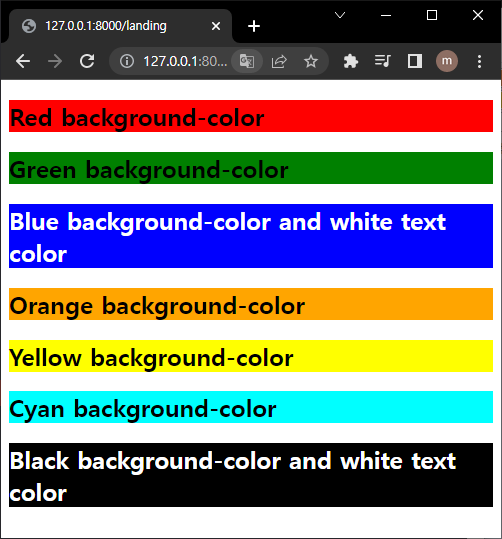 127.0.0.1:8000/landing
127.0.0.1:80...
m
Red background-color
Green background-color
Blue background-color and white text
color
Orange background-color
Yellow background-color
Cyan background-color
Black background-color and white text
color